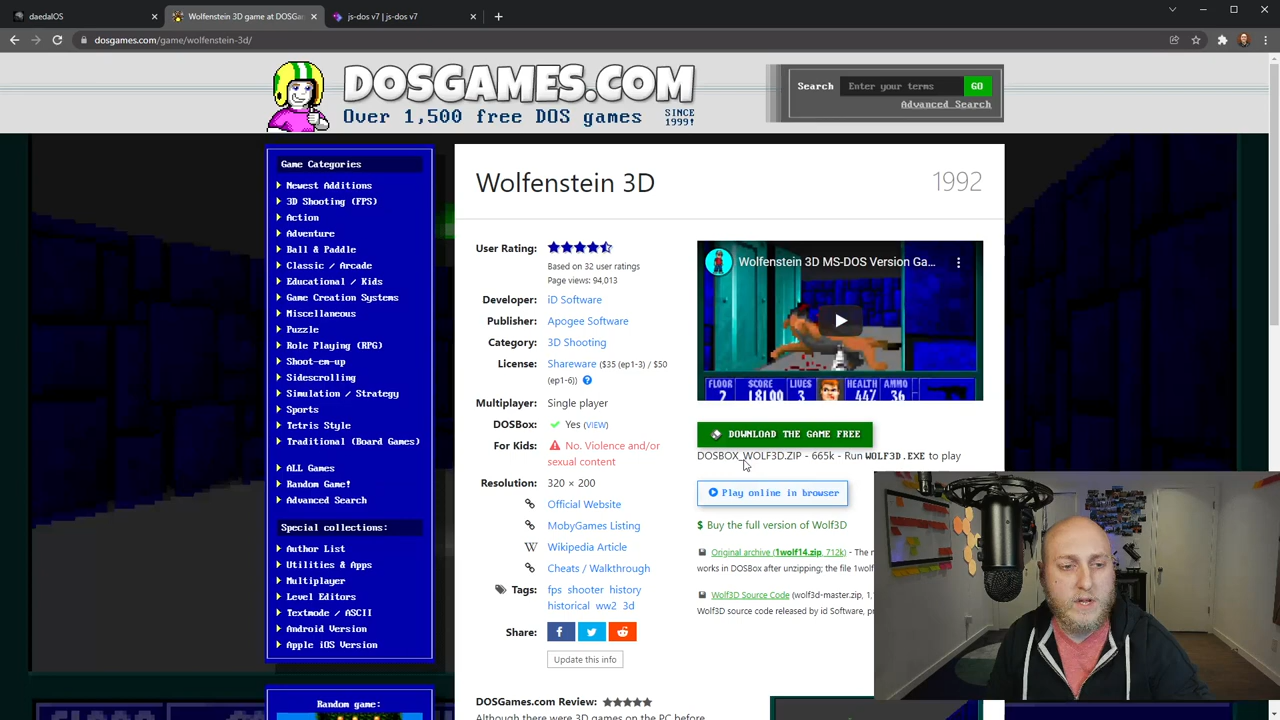 daedalOS
Wolfenstein 3D game at DOSGa
js-dos v7 | js-dos v7
dosgames.com/game/wolfenstein-3d/
DOSGAMES.COM
Over 1,500 free DOS games
SINCE
1999!
Search
Enter your terms
GO
Advanced Search
Game Categories
Newest Additions
3D Shooting (FPS)
Action
Adventure
Ball & Paddle
Classic / Arcade
Educational / Kids
Game Creation Systems
Miscellaneous
Puzzle
Role Playing (RPG)
Shoot-em-up
Sidescrolling
Simulation / Strategy
Sports
Tetris Style
Traditional (Board Games)
ALL Games
Random Game!
Advanced Search
Special collections:
Author List
Utilities & Apps
Multiplayer
Level Editors
Textmode / ASCII
Android Version
Apple iOS Version
Random game:
Wolfenstein 3D
1992
User Rating:
Based on 32 user ratings
Page views: 94,013
Developer: iD Software
Publisher: Apogee Software
Category: 3D Shooting
License: Shareware ($35 (ep1-3) / $50
(ep1-6))
Multiplayer: Single player
DOSBox: Yes (VIEW)
For Kids: No. Violence and/or
sexual content
Resolution: 320 × 200
Official Website
MobyGames Listing
Wikipedia Article
Cheats / Walkthrough
Tags: fps shooter history
historical ww2 3d
Share:
Update this info
DOSGames.com Review:
Although there were 3D games on the PC before
Wolfenstein 3D MS-DOS Version Ga...
FLOOR SCORE LIVES HEALTH AMMO
2 18100 3 44% 36
DOWNLOAD THE GAME FREE
DOSBOX_WOLF3D.ZIP - 665k - Run WOLF3D.EXE to play
Play online in browser
$ Buy the full version of Wolf3D
Original archive (1wolf14.zip, 712k) - The
works in DOSBox after unzipping; the file 1wolf
Wolf3D Source Code (wolf3d-master.zip, 1,
Wolf3D source code released by id Software,